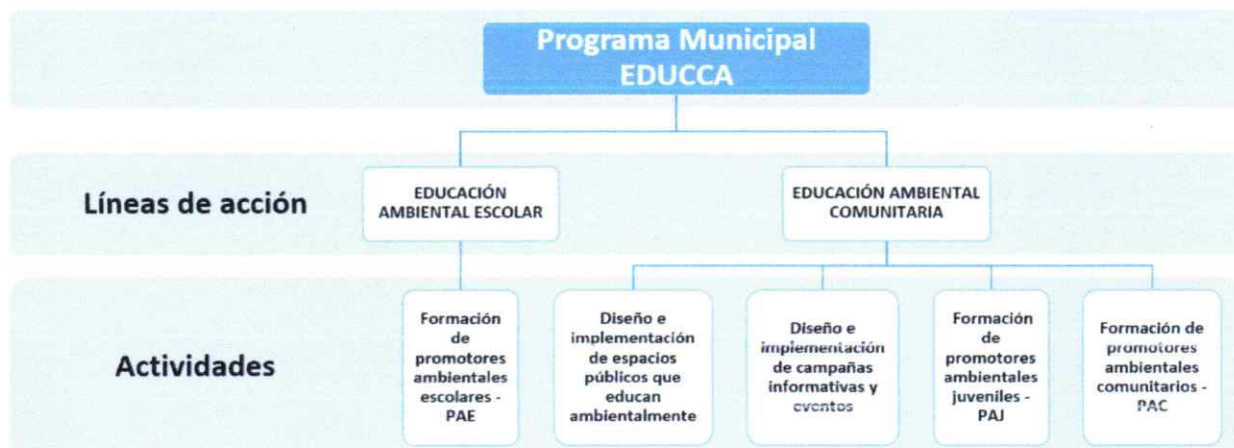 Programa Municipal
EDUCCA
Líneas de acción
EDUCACIÓN
AMBIENTAL ESCOLAR
EDUCACIÓN AMBIENTAL
COMUNITARIA
Actividades
Formación
de
promotores
ambientales
escolares -
PAE
Diseño e
implementación
de espacios
públicos que
educan
ambientalmente
Diseño e
implementación
de campañas
informativas y
eventos
Formación
de
promotores
ambientales
juveniles -
PAJ
Formación de
promotores
ambientales
comunitarios -
PAC